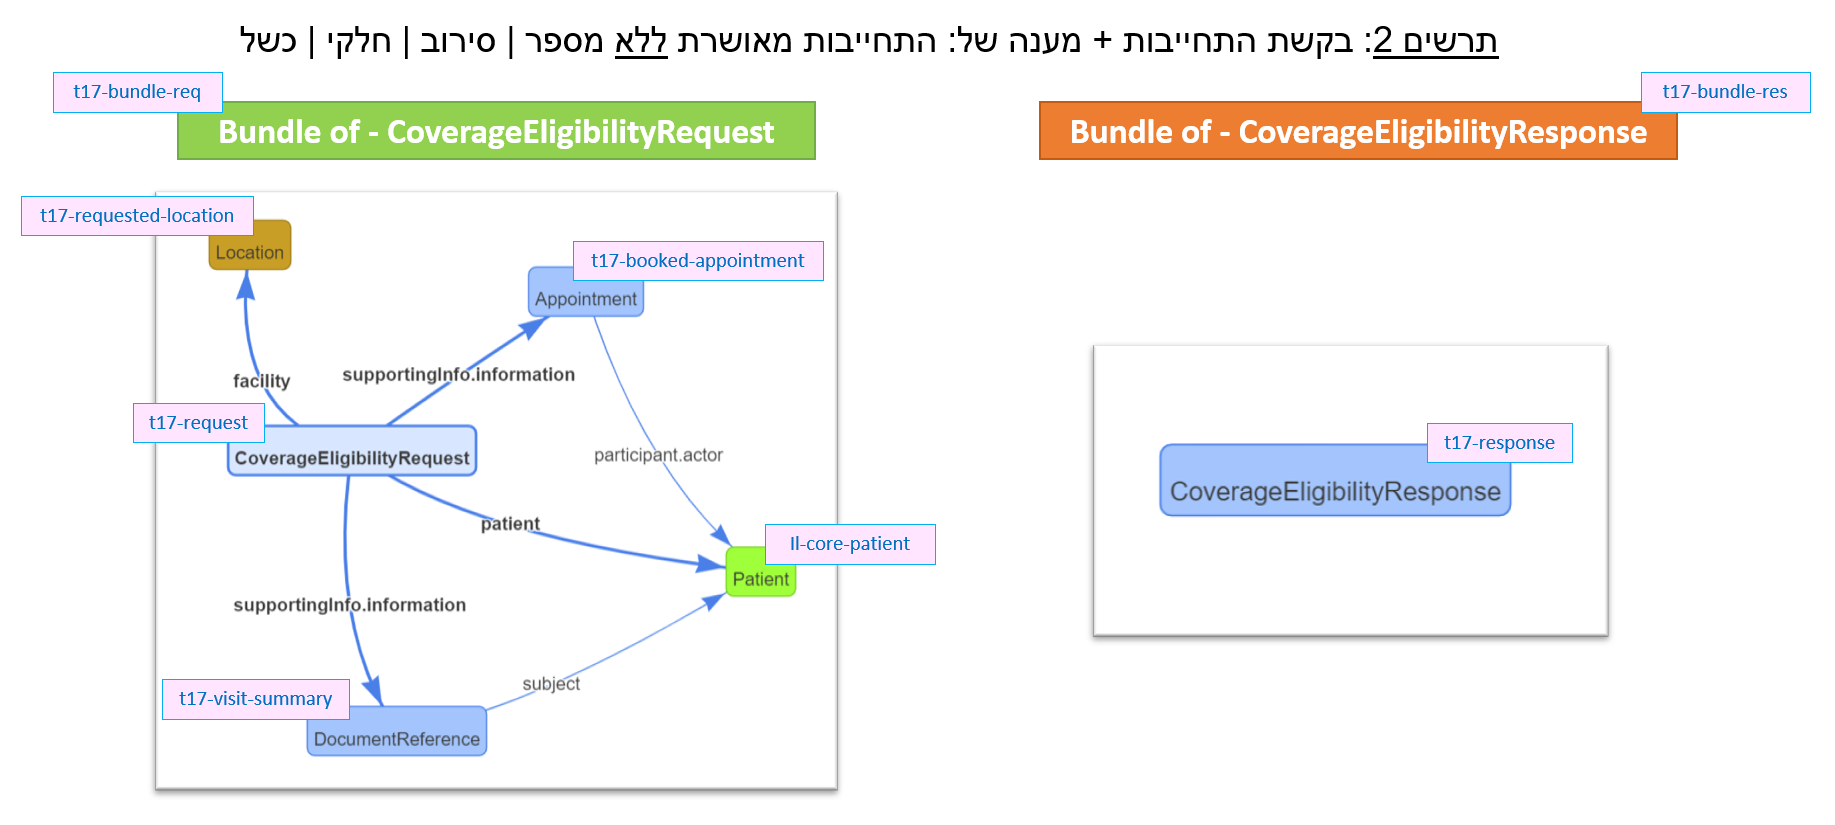 תרשים 2: בקשת התחייבות + מענה של: התחייבות מאושרת ללא מספר | סירוב | חלקי | כשל
t17-bundle-req
Bundle of - CoverageEligibilityRequest
t17-requested-location
Location
t17-booked-appointment
Appointment
facility
supportingInfo.information
t17-request
CoverageEligibilityRequest
participant.actor
patient
Il-core-patient
Patient
supportingInfo.information
subject
t17-visit-summary
DocumentReference
t17-bundle-res
Bundle of - CoverageEligibilityResponse
t17-response
CoverageEligibilityResponse